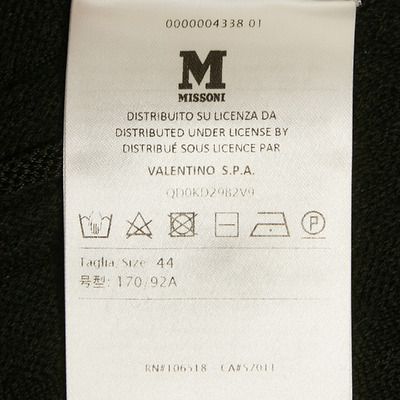 0000004338 01
M
MISSONI
DISTRIBUITO SU LICENZA DA
DISTRIBUTED UNDER LICENSE BY
DISTRIBUÉ SOUS LICENCE PAR
VALENTINO S.P.A.
QD0KD2982V9
P
Taglia/Size 44
号型: 170/92A
RN#106518 - CA#57011